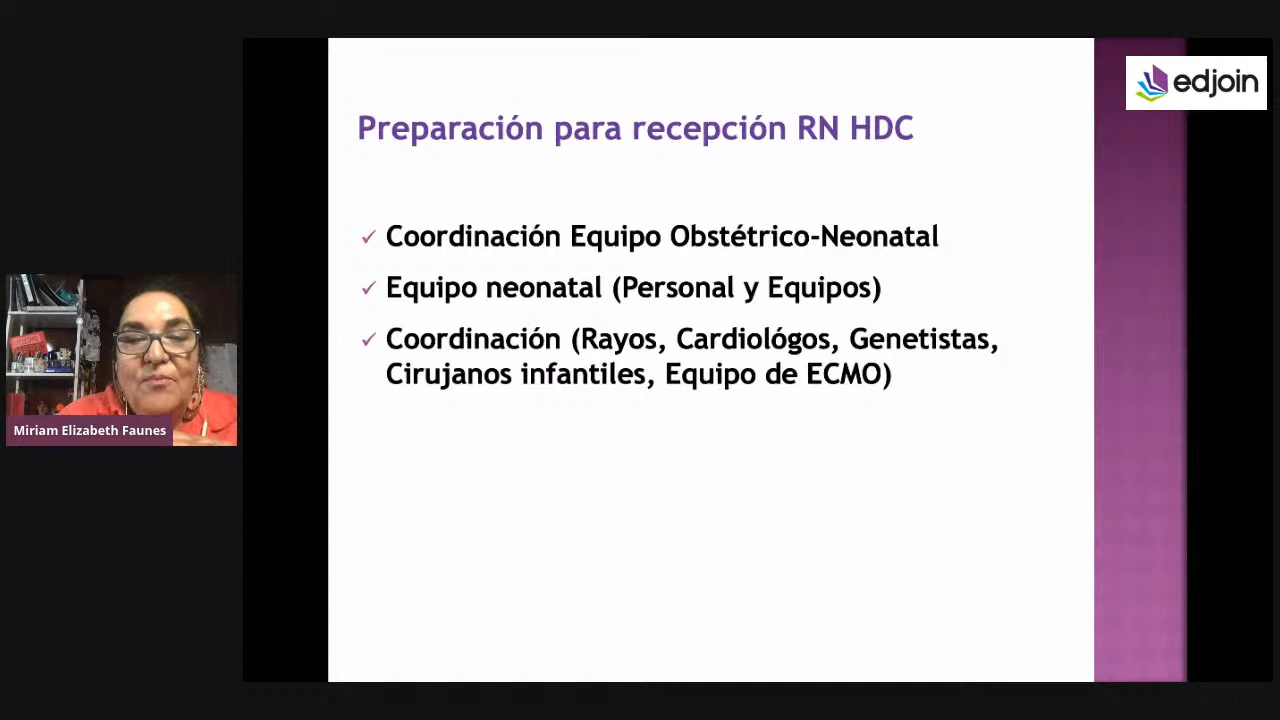 edjoin
Preparación para recepción RN HDC
Coordinación Equipo Obstétrico-Neonatal
Equipo neonatal (Personal y Equipos)
Coordinación (Rayos, Cardiológos, Genetistas,
Cirujanos infantiles, Equipo de ECMO)
Miriam Elizabeth Faunes